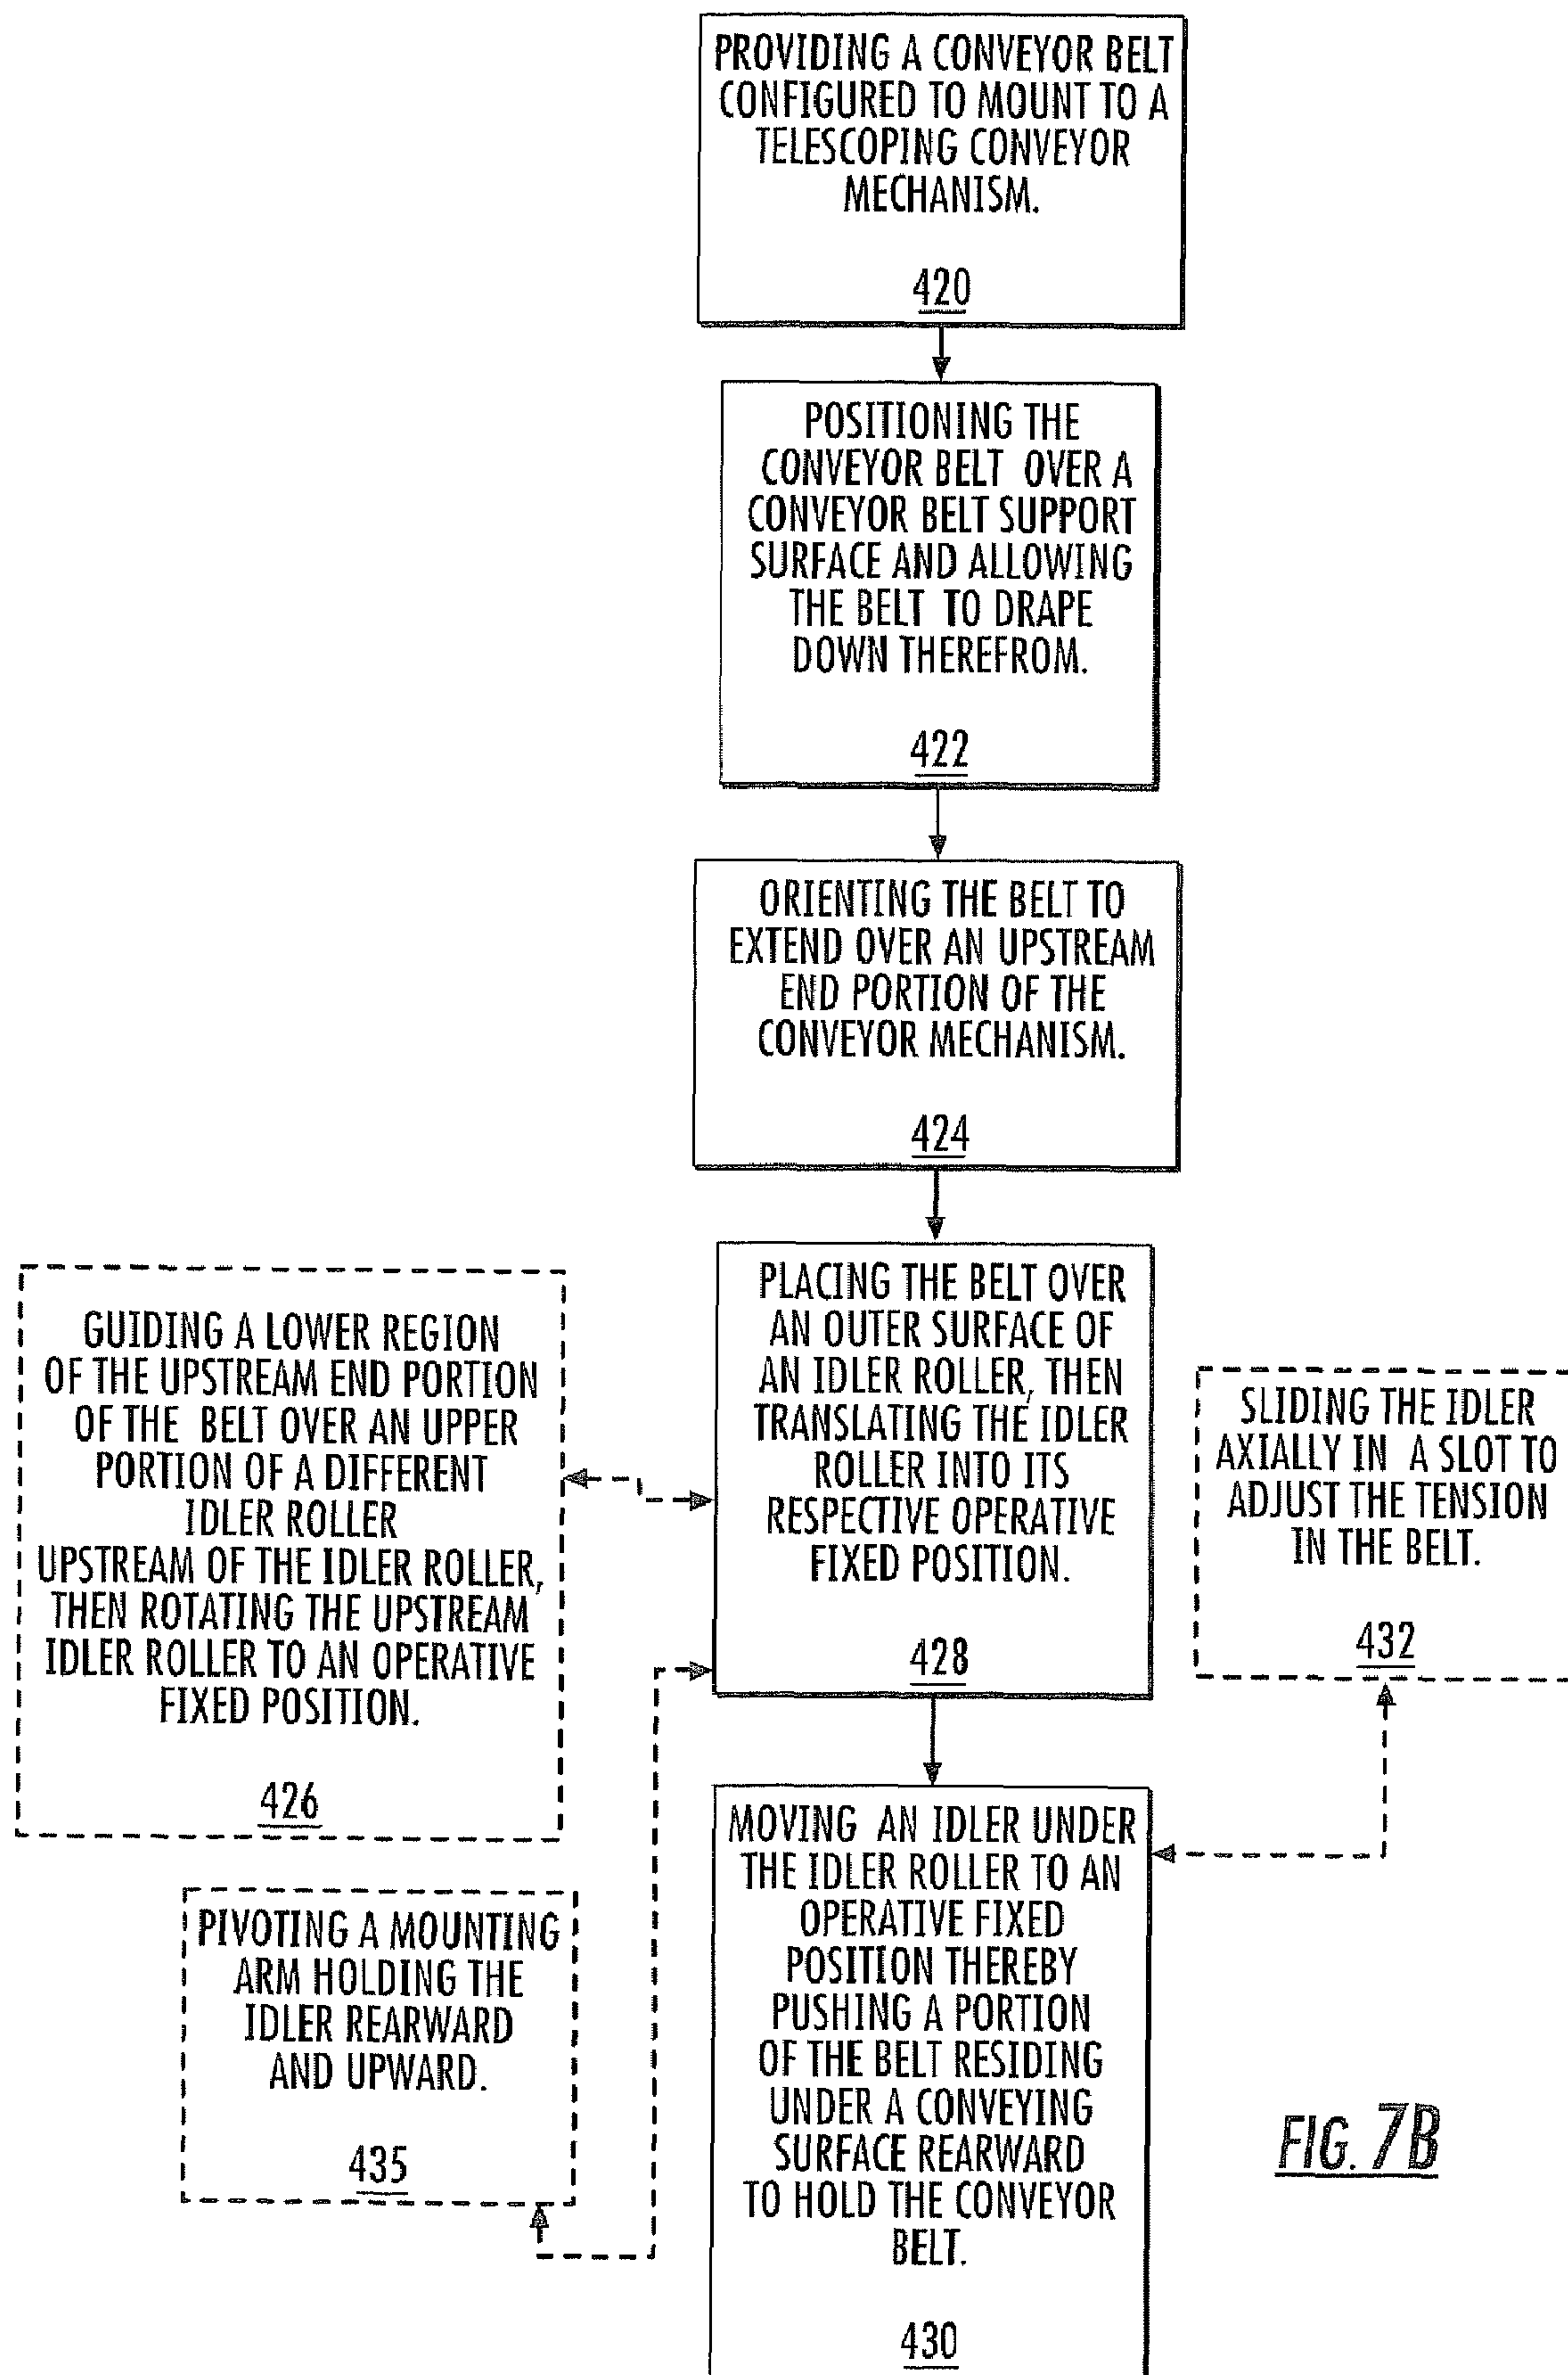 PROVIDING A CONVEYOR BELT
CONFIGURED TO MOUNT TO A
TELESCOPING CONVEYOR
MECHANISM.
420
POSITIONING THE
CONVEYOR BELT OVER A
CONVEYOR BELT SUPPORT
SURFACE AND ALLOWING
THE BELT TO DRAPE
DOWN THEREFROM.
422
ORIENTING THE BELT TO
EXTEND OVER AN UPSTREAM
END PORTION OF THE
CONVEYOR MECHANISM.
424
GUIDING A LOWER REGION
OF THE UPSTREAM END PORTION
OF THE BELT OVER AN UPPER
PORTION OF A DIFFERENT
IDLER ROLLER
UPSTREAM OF THE IDLER ROLLER,
THEN ROTATING THE UPSTREAM
IDLER ROLLER TO AN OPERATIVE
FIXED POSITION.
426
PLACING THE BELT OVER
AN OUTER SURFACE OF
AN IDLER ROLLER, THEN
TRANSLATING THE IDLER
ROLLER INTO ITS
RESPECTIVE OPERATIVE
FIXED POSITION.
428
SLIDING THE IDLER
AXIALLY IN A SLOT TO
ADJUST THE TENSION
IN THE BELT.
432
PIVOTING A MOUNTING
ARM HOLDING THE
IDLER REARWARD
AND UPWARD.
435
MOVING AN IDLER UNDER
THE IDLER ROLLER TO AN
OPERATIVE FIXED
POSITION THEREBY
PUSHING A PORTION
OF THE BELT RESIDING
UNDER A CONVEYING
SURFACE REARWARD
TO HOLD THE CONVEYOR
BELT.
430
FIG. 7B